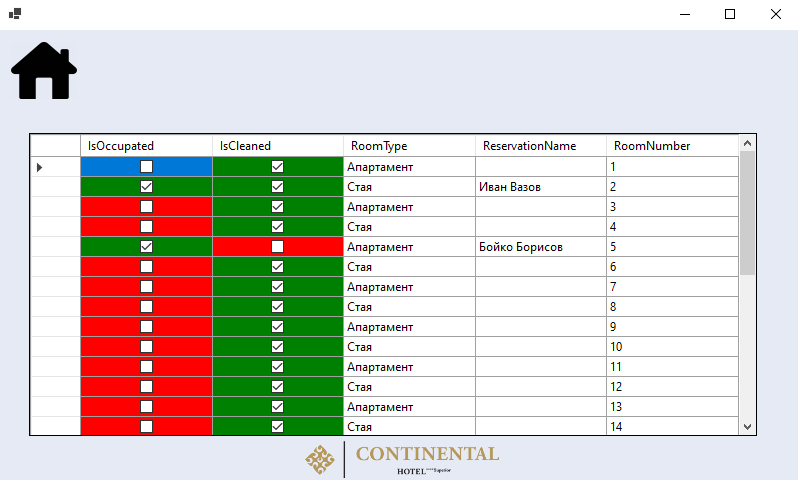 IsOccupated IsCleaned RoomType ReservationName RoomNumber
Апартамент 1
Стая Иван Вазов 2
Апартамент 3
Стая 4
Апартамент Бойко Борисов 5
Стая 6
Апартамент 7
Стая 8
Апартамент 9
Стая 10
Апартамент 11
Стая 12
Апартамент 13
Стая 14
CONTINENTAL
HOTEL****Superior